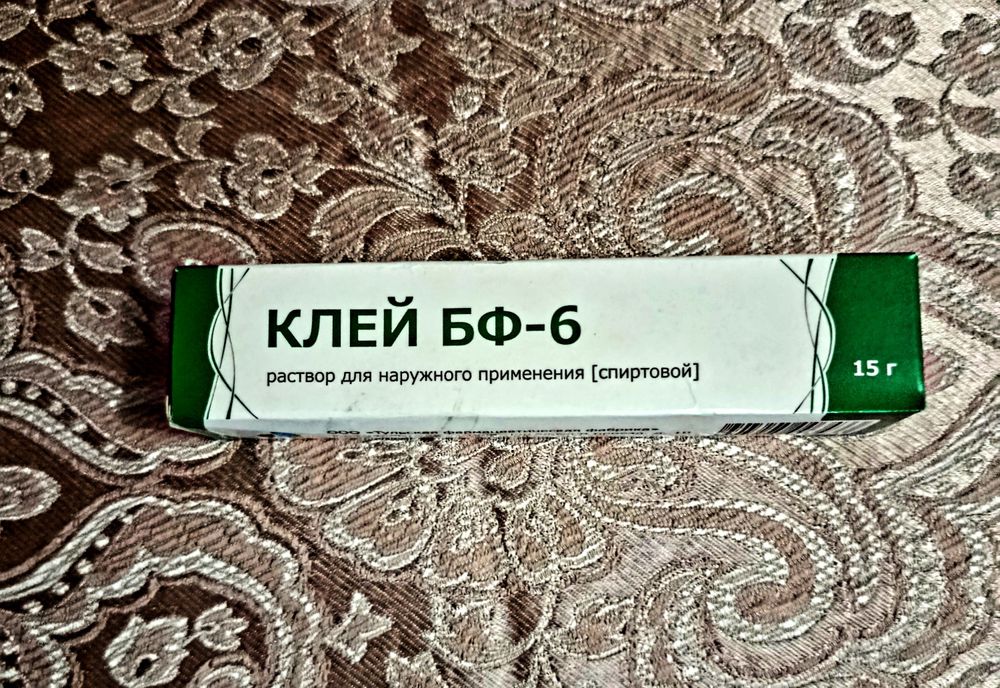 КЛЕЙ БФ-6
раствор для наружного применения [спиртовой]
15 г